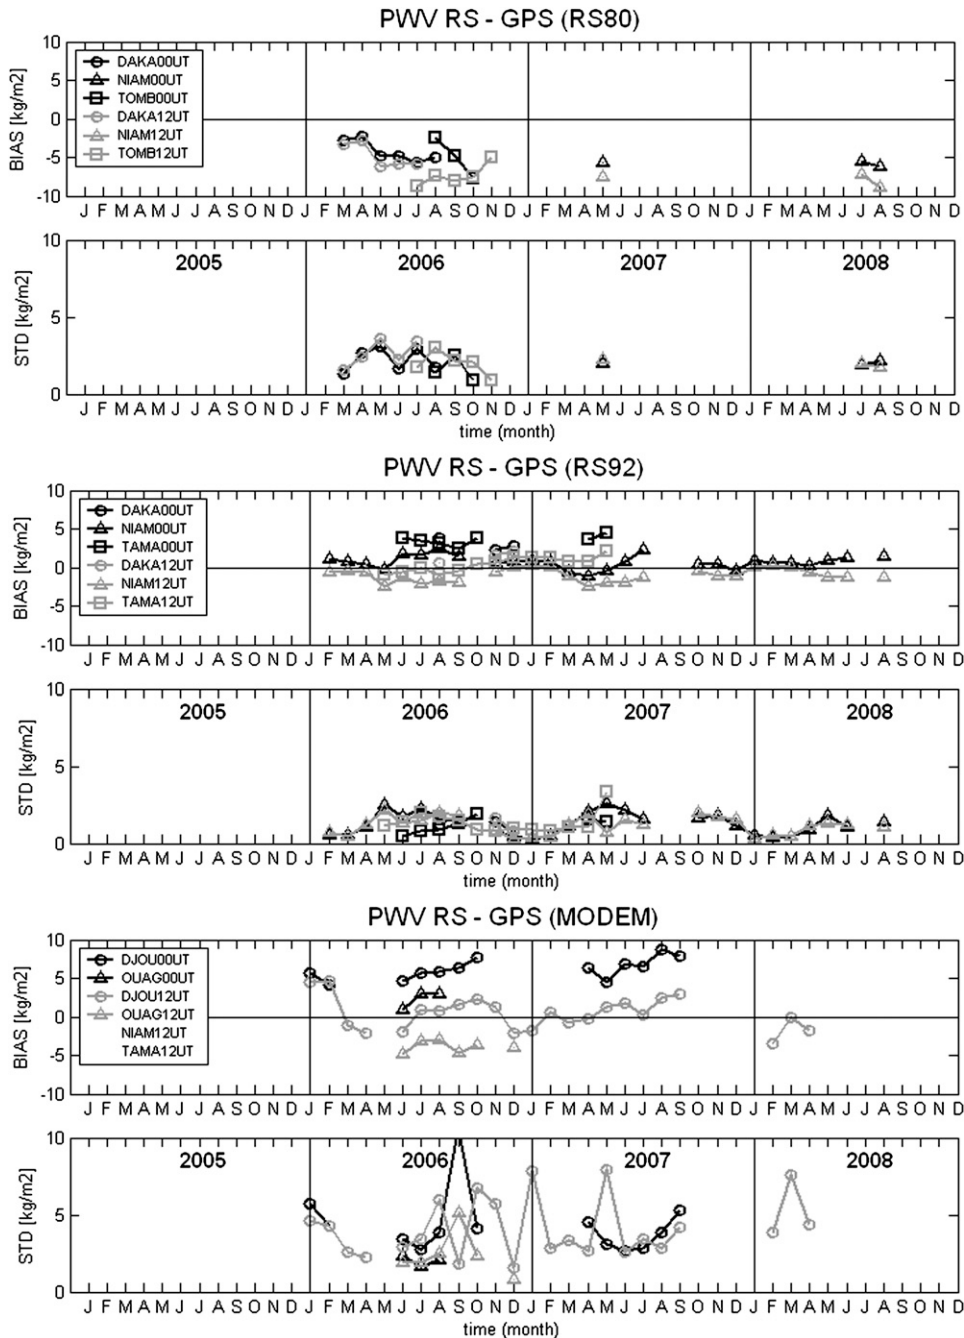 PWV RS - GPS (RS80)
BIAS [kg/m2]
10
5
0
-5
-10
DAKA00UT
NIAM00UT
TOMB00UT
DAKA12UT
NIAM12UT
TOMB12UT
J F M A M J J A S O N D J F M A M J J A S O N D J F M A M J J A S O N D J F M A M J J A S O N D
STD [kg/m2]
10
5
0
2005 2006 2007 2008
J F M A M J J A S O N D J F M A M J J A S O N D J F M A M J J A S O N D J F M A M J J A S O N D
time (month)
PWV RS - GPS (RS92)
BIAS [kg/m2]
10
5
0
-5
-10
DAKA00UT
NIAM00UT
TAMA00UT
DAKA12UT
NIAM12UT
TAMA12UT
J F M A M J J A S O N D J F M A M J J A S O N D J F M A M J J A S O N D J F M A M J J A S O N D
STD [kg/m2]
10
5
0
2005 2006 2007 2008
J F M A M J J A S O N D J F M A M J J A S O N D J F M A M J J A S O N D J F M A M J J A S O N D
time (month)
PWV RS - GPS (MODEM)
BIAS [kg/m2]
10
5
0
-5
-10
DJOU00UT
OUAG00UT
DJOU12UT
OUAG12UT
NIAM12UT
TAMA12UT
J F M A M J J A S O N D J F M A M J J A S O N D J F M A M J J A S O N D J F M A M J J A S O N D
STD [kg/m2]
10
5
0
2005 2006 2007 2008
J F M A M J J A S O N D J F M A M J J A S O N D J F M A M J J A S O N D J F M A M J J A S O N D
time (month)